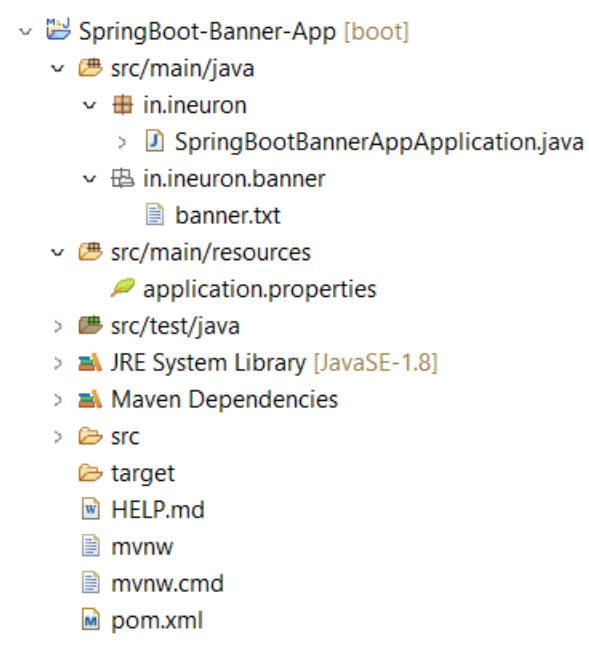 SpringBoot-Banner-App [boot]
src/main/java
in.ineuron
SpringBootBannerAppApplication.java
in.ineuron.banner
banner.txt
src/main/resources
application.properties
src/test/java
JRE System Library [JavaSE-1.8]
Maven Dependencies
src
target
HELP.md
mvnw
mvnw.cmd
pom.xml